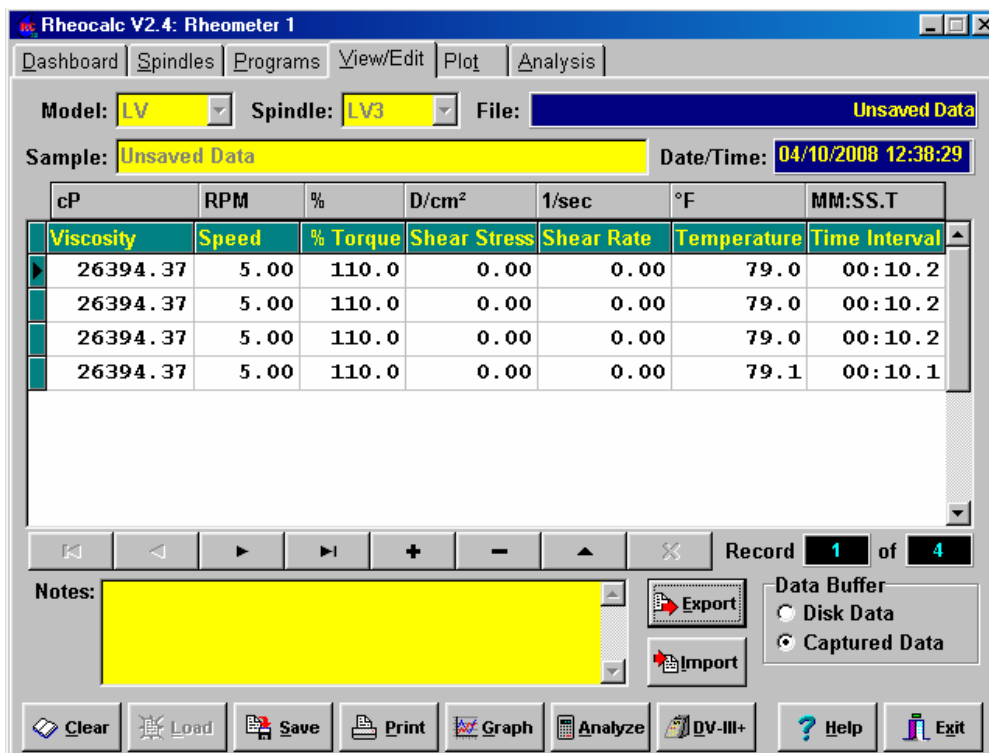 Rheocalc V2.4: Rheometer 1
Dashboard Spindles Programs View/Edit Plot Analysis
Model: LV Spindle: LV3 File: Unsaved Data
Sample: Unsaved Data Date/Time: 04/10/2008 12:38:29
cP RPM % D/cm² 1/sec °F MM:SS.T
Viscosity Speed % Torque Shear Stress Shear Rate Temperature Time Interval
26394.37 5.00 110.0 0.00 0.00 79.0 00:10.2
26394.37 5.00 110.0 0.00 0.00 79.0 00:10.2
26394.37 5.00 110.0 0.00 0.00 79.0 00:10.2
26394.37 5.00 110.0 0.00 0.00 79.1 00:10.1
Record 1 of 4
Notes:
Export
Import
Data Buffer
Disk Data
Captured Data
Clear Load Save Print Graph Analyze DV-III+ Help Exit